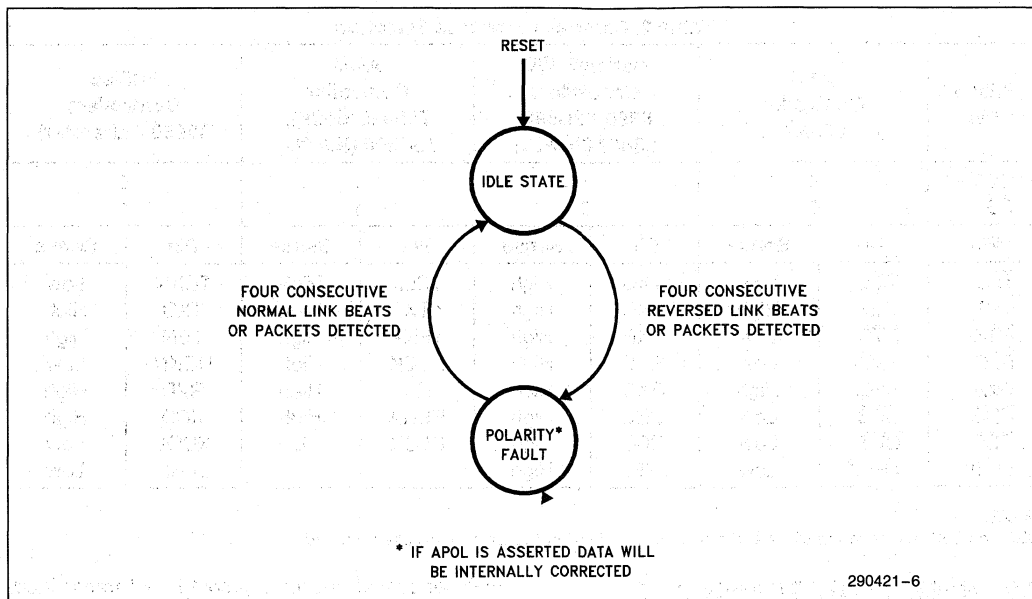 RESET
IDLE STATE
FOUR CONSECUTIVE
NORMAL LINK BEATS
OR PACKETS DETECTED
FOUR CONSECUTIVE
REVERSED LINK BEATS
OR PACKETS DETECTED
POLARITY*
FAULT
* IF APOL IS ASSERTED DATA WILL
BE INTERNALLY CORRECTED
290421-6